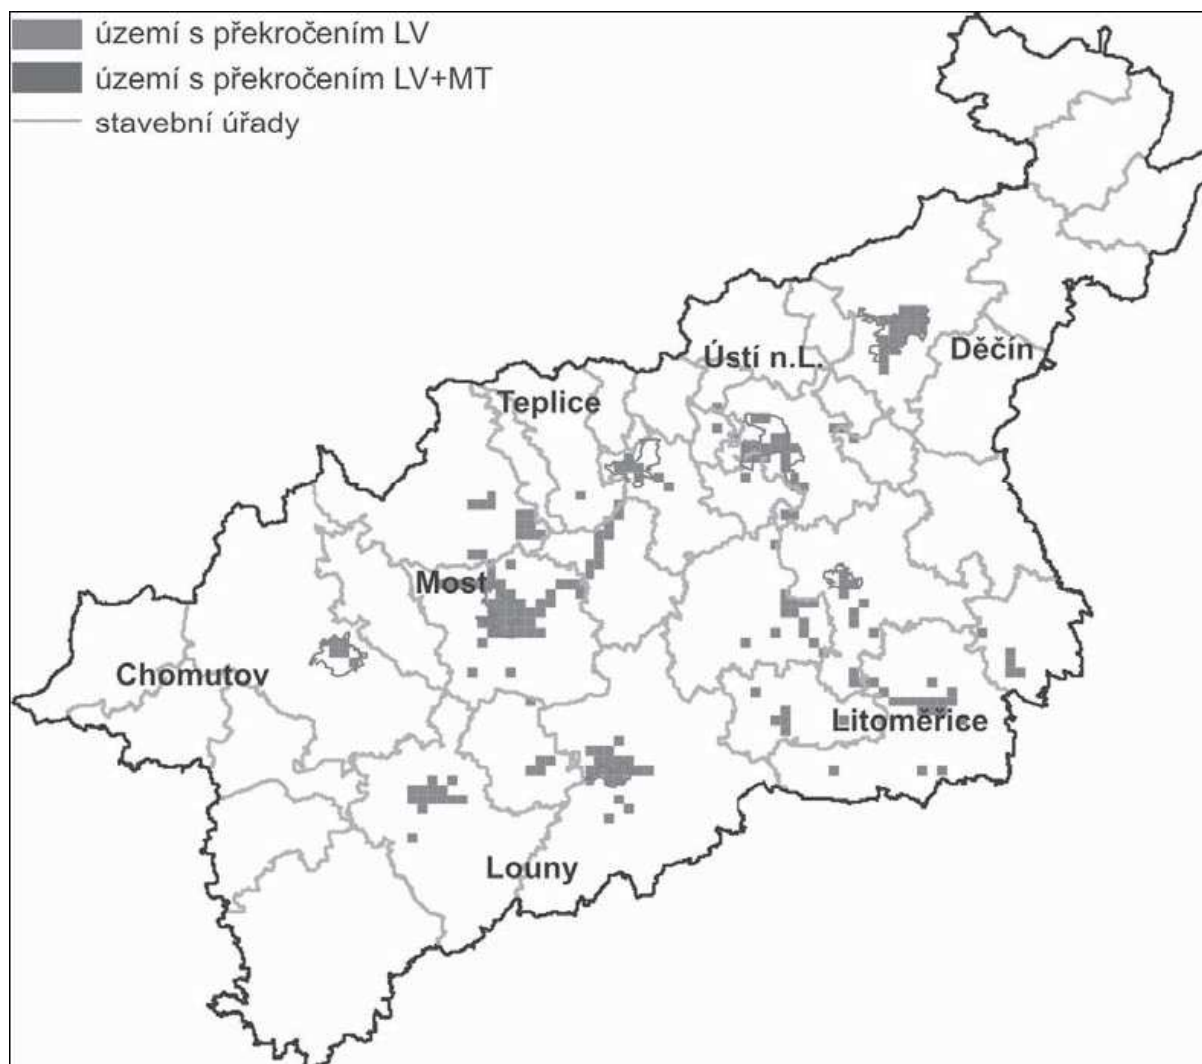 území s překročením LV
území s překročením LV+MT
stavební úřady
Ústí n.L.
Děčín
Teplice
Most
Chomutov
Litoměřice
Louny